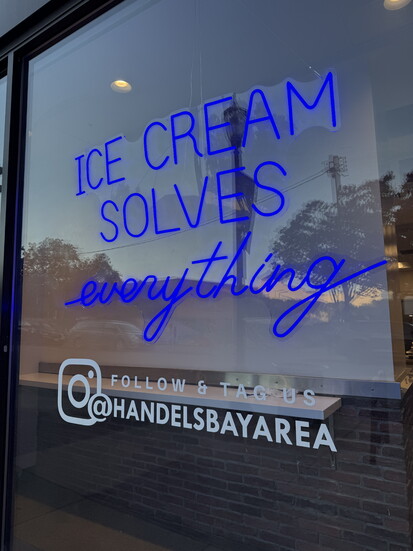 ICE CREAM
SOLVES
everything
FOLLOW & TAG US
@HANDELSBAYAREA